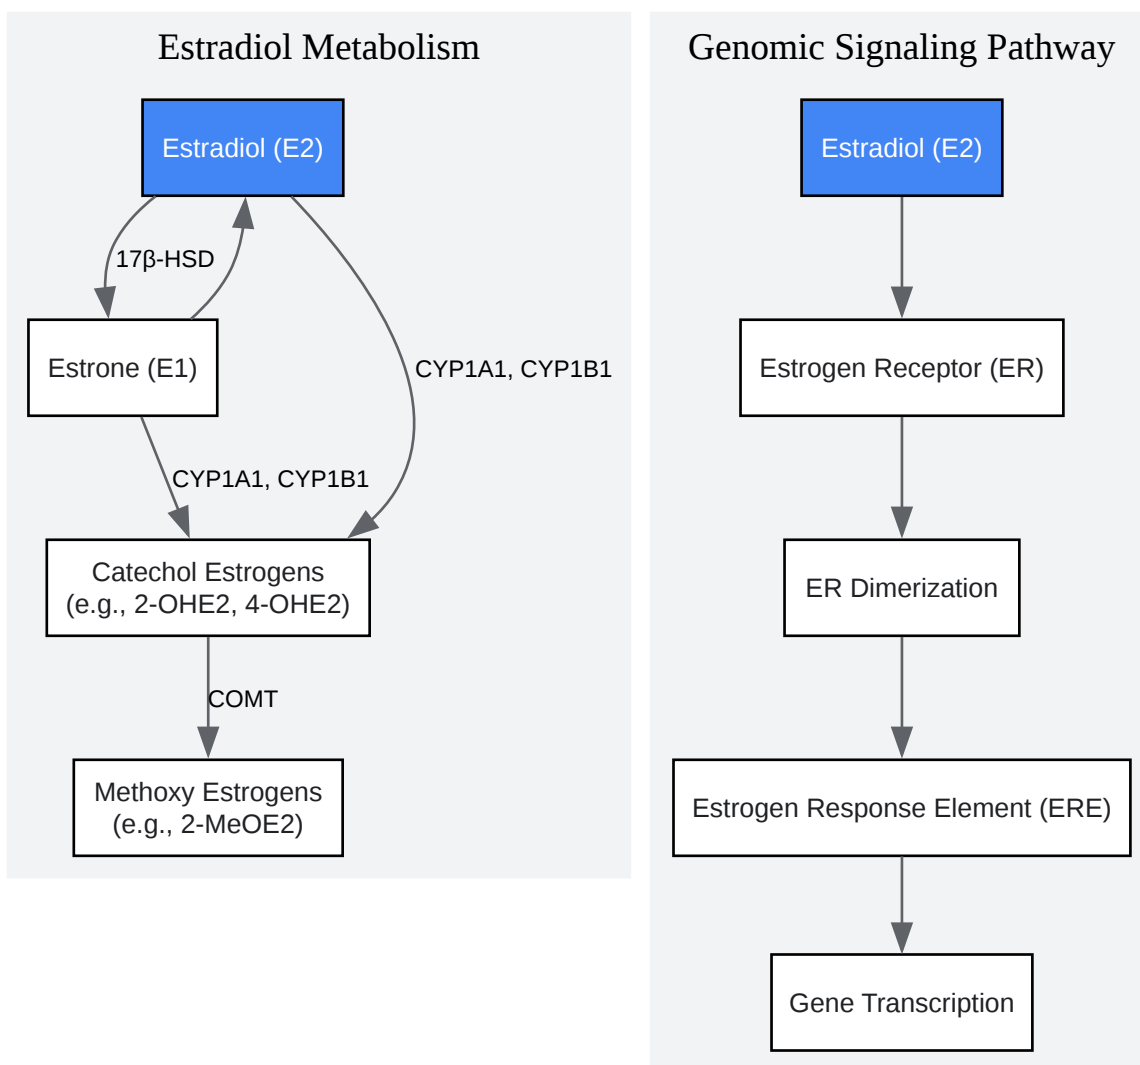 Estradiol Metabolism
Estradiol (E2)
17β-HSD
Estrone (E1)
CYP1A1, CYP1B1
CYP1A1, CYP1B1
Catechol Estrogens
(e.g., 2-OHE2, 4-OHE2)
COMT
Methoxy Estrogens
(e.g., 2-MeOE2)
Genomic Signaling Pathway
Estradiol (E2)
Estrogen Receptor (ER)
ER Dimerization
Estrogen Response Element (ERE)
Gene Transcription